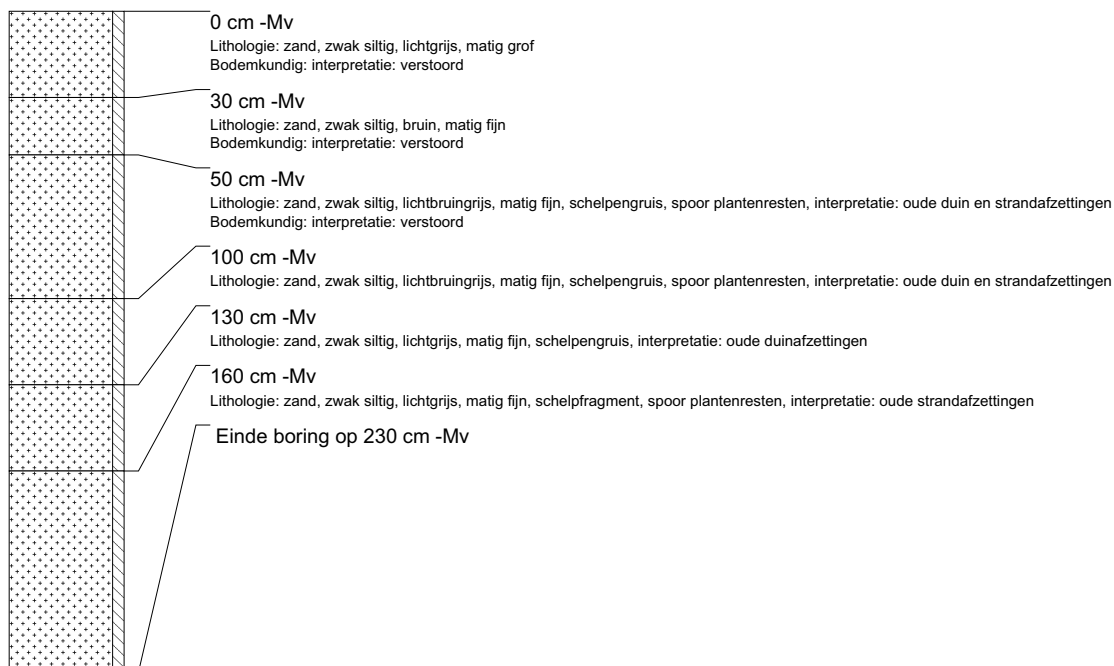 0 cm -Mv
Lithologie: zand, zwak siltig, lichtgrijs, matig grof
Bodemkundig: interpretatie: verstoord
30 cm -Mv
Lithologie: zand, zwak siltig, bruin, matig fijn
Bodemkundig: interpretatie: verstoord
50 cm -Mv
Lithologie: zand, zwak siltig, lichtbruingrijs, matig fijn, schelpengruis, spoor plantenresten, interpretatie: oude duin en strandafzettingen
Bodemkundig: interpretatie: verstoord
100 cm -Mv
Lithologie: zand, zwak siltig, lichtbruingrijs, matig fijn, schelpengruis, spoor plantenresten, interpretatie: oude duin en strandafzettingen
130 cm -Mv
Lithologie: zand, zwak siltig, lichtgrijs, matig fijn, schelpengruis, interpretatie: oude duinafzettingen
160 cm -Mv
Lithologie: zand, zwak siltig, lichtgrijs, matig fijn, schelpfragment, spoor plantenresten, interpretatie: oude strandafzettingen
Einde boring op 230 cm -Mv